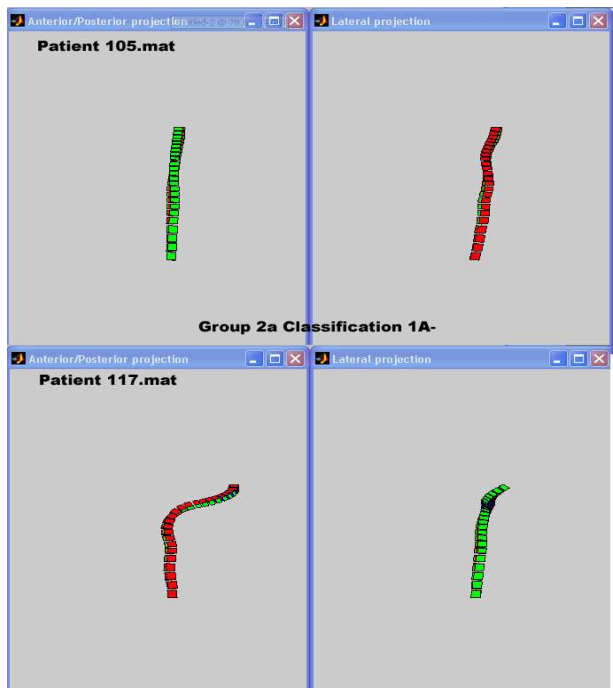 Anterior/Posterior projection
Lateral projection
Patient 105.mat
Group 2a Classification 1A-
Anterior/Posterior projection
Lateral projection
Patient 117.mat